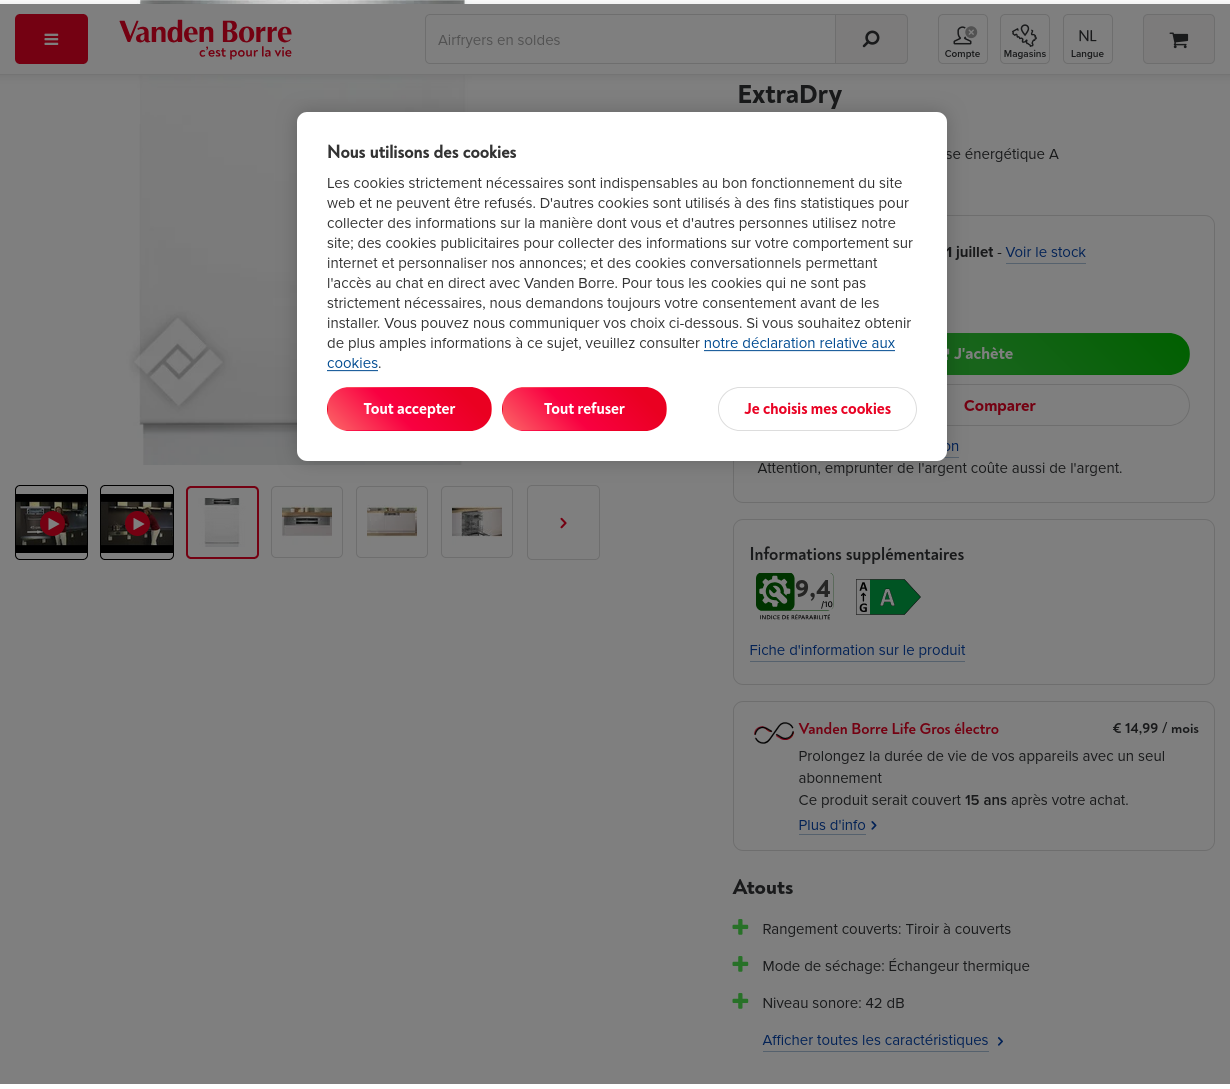 Vanden Borre
c'est pour la vie
Airfryers en soldes
Compte
Magasins
NL
Langue
ExtraDry
se énergétique A
Nous utilisons des cookies
Les cookies strictement nécessaires sont indispensables au bon fonctionnement du site
web et ne peuvent être refusés. D'autres cookies sont utilisés à des fins statistiques pour
collecter des informations sur la manière dont vous et d'autres personnes utilisez notre
site; des cookies publicitaires pour collecter des informations sur votre comportement sur
internet et personnaliser nos annonces; et des cookies conversationnels permettant
l'accès au chat en direct avec Vanden Borre. Pour tous les cookies qui ne sont pas
strictement nécessaires, nous demandons toujours votre consentement avant de les
installer. Vous pouvez nous communiquer vos choix ci-dessous. Si vous souhaitez obtenir
de plus amples informations à ce sujet, veuillez consulter notre déclaration relative aux
cookies.
Tout accepter
Tout refuser
Je choisis mes cookies
1 juillet - Voir le stock
J'achète
Comparer
on
Attention, emprunter de l'argent coûte aussi de l'argent.
Informations supplémentaires
9,4
/10
INDICE DE RÉPARABILITÉ
A
G
A
Fiche d'information sur le produit
Vanden Borre Life Gros électro
€ 14,99 / mois
Prolongez la durée de vie de vos appareils avec un seul
abonnement
Ce produit serait couvert 15 ans après votre achat.
Plus d'info
Atouts
Rangement couverts: Tiroir à couverts
Mode de séchage: Échangeur thermique
Niveau sonore: 42 dB
Afficher toutes les caractéristiques